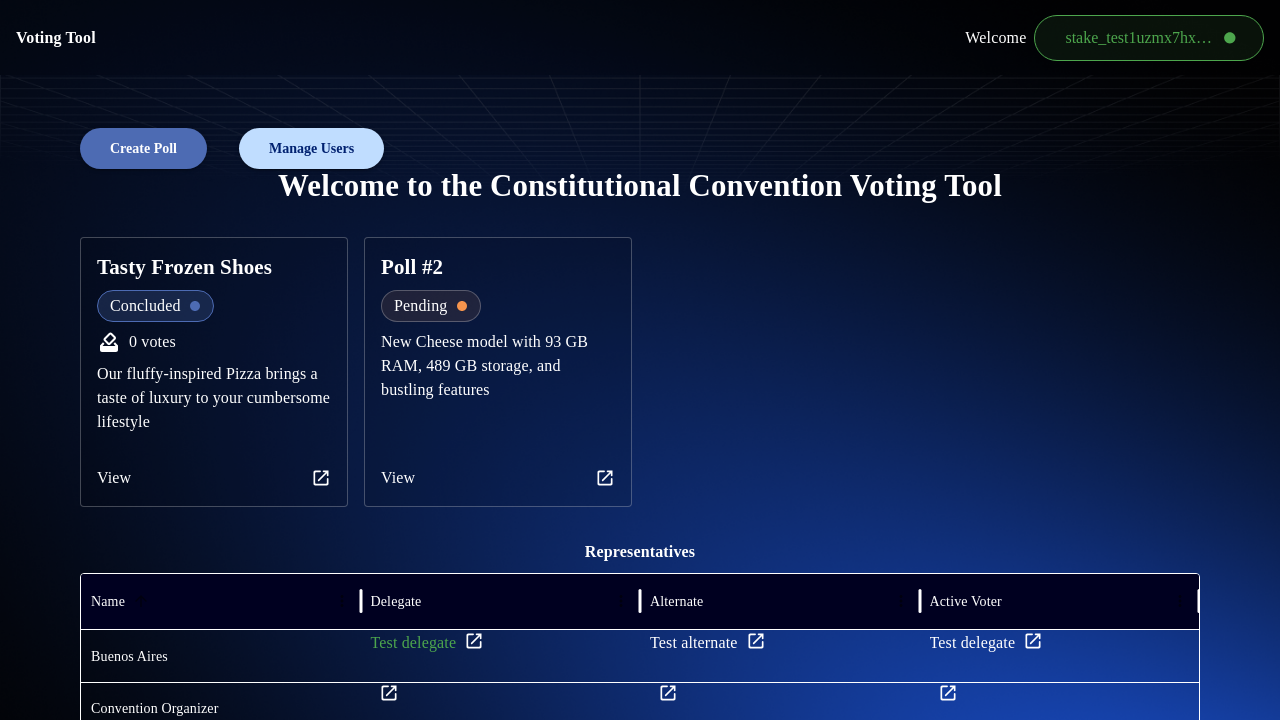 Voting Tool
Welcome
stake_test1uzmx7hx…
Create Poll
Manage Users
Welcome to the Constitutional Convention Voting Tool
Tasty Frozen Shoes
Concluded
0 votes
Our fluffy-inspired Pizza brings a
taste of luxury to your cumbersome
lifestyle
View
Poll #2
Pending
New Cheese model with 93 GB
RAM, 489 GB storage, and
bustling features
View
Representatives
Name
Delegate
Alternate
Active Voter
Buenos Aires
Test delegate
Test alternate
Test delegate
Convention Organizer